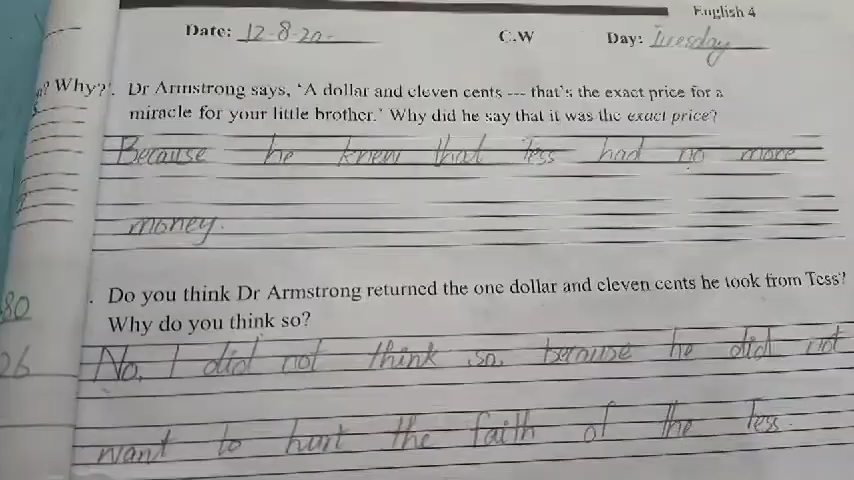 English 4
Date: 12-8-20 C.W Day: Tuesday
Why?'. Dr Armstrong says, 'A dollar and eleven cents --- that's the exact price for a
miracle for your little brother.' Why did he say that it was the exact price?
Because he knew that Tess had no more
money.
80
. Do you think Dr Armstrong returned the one dollar and eleven cents he took from Tess?
Why do you think so?
26
No, I did not think so, because he did not
want to hurt the faith of the Tess.